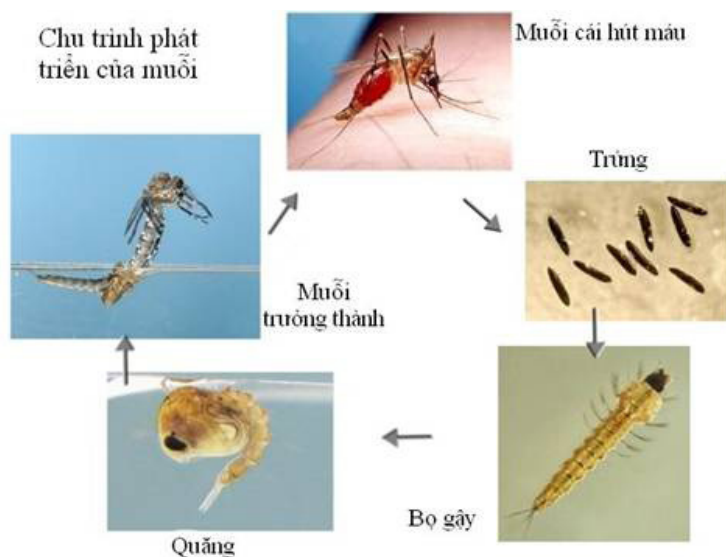 Chu trình phát
triển của muỗi
Muỗi cái hút máu
Trứng
Muỗi
trưởng thành
Bọ gậy
Quăng